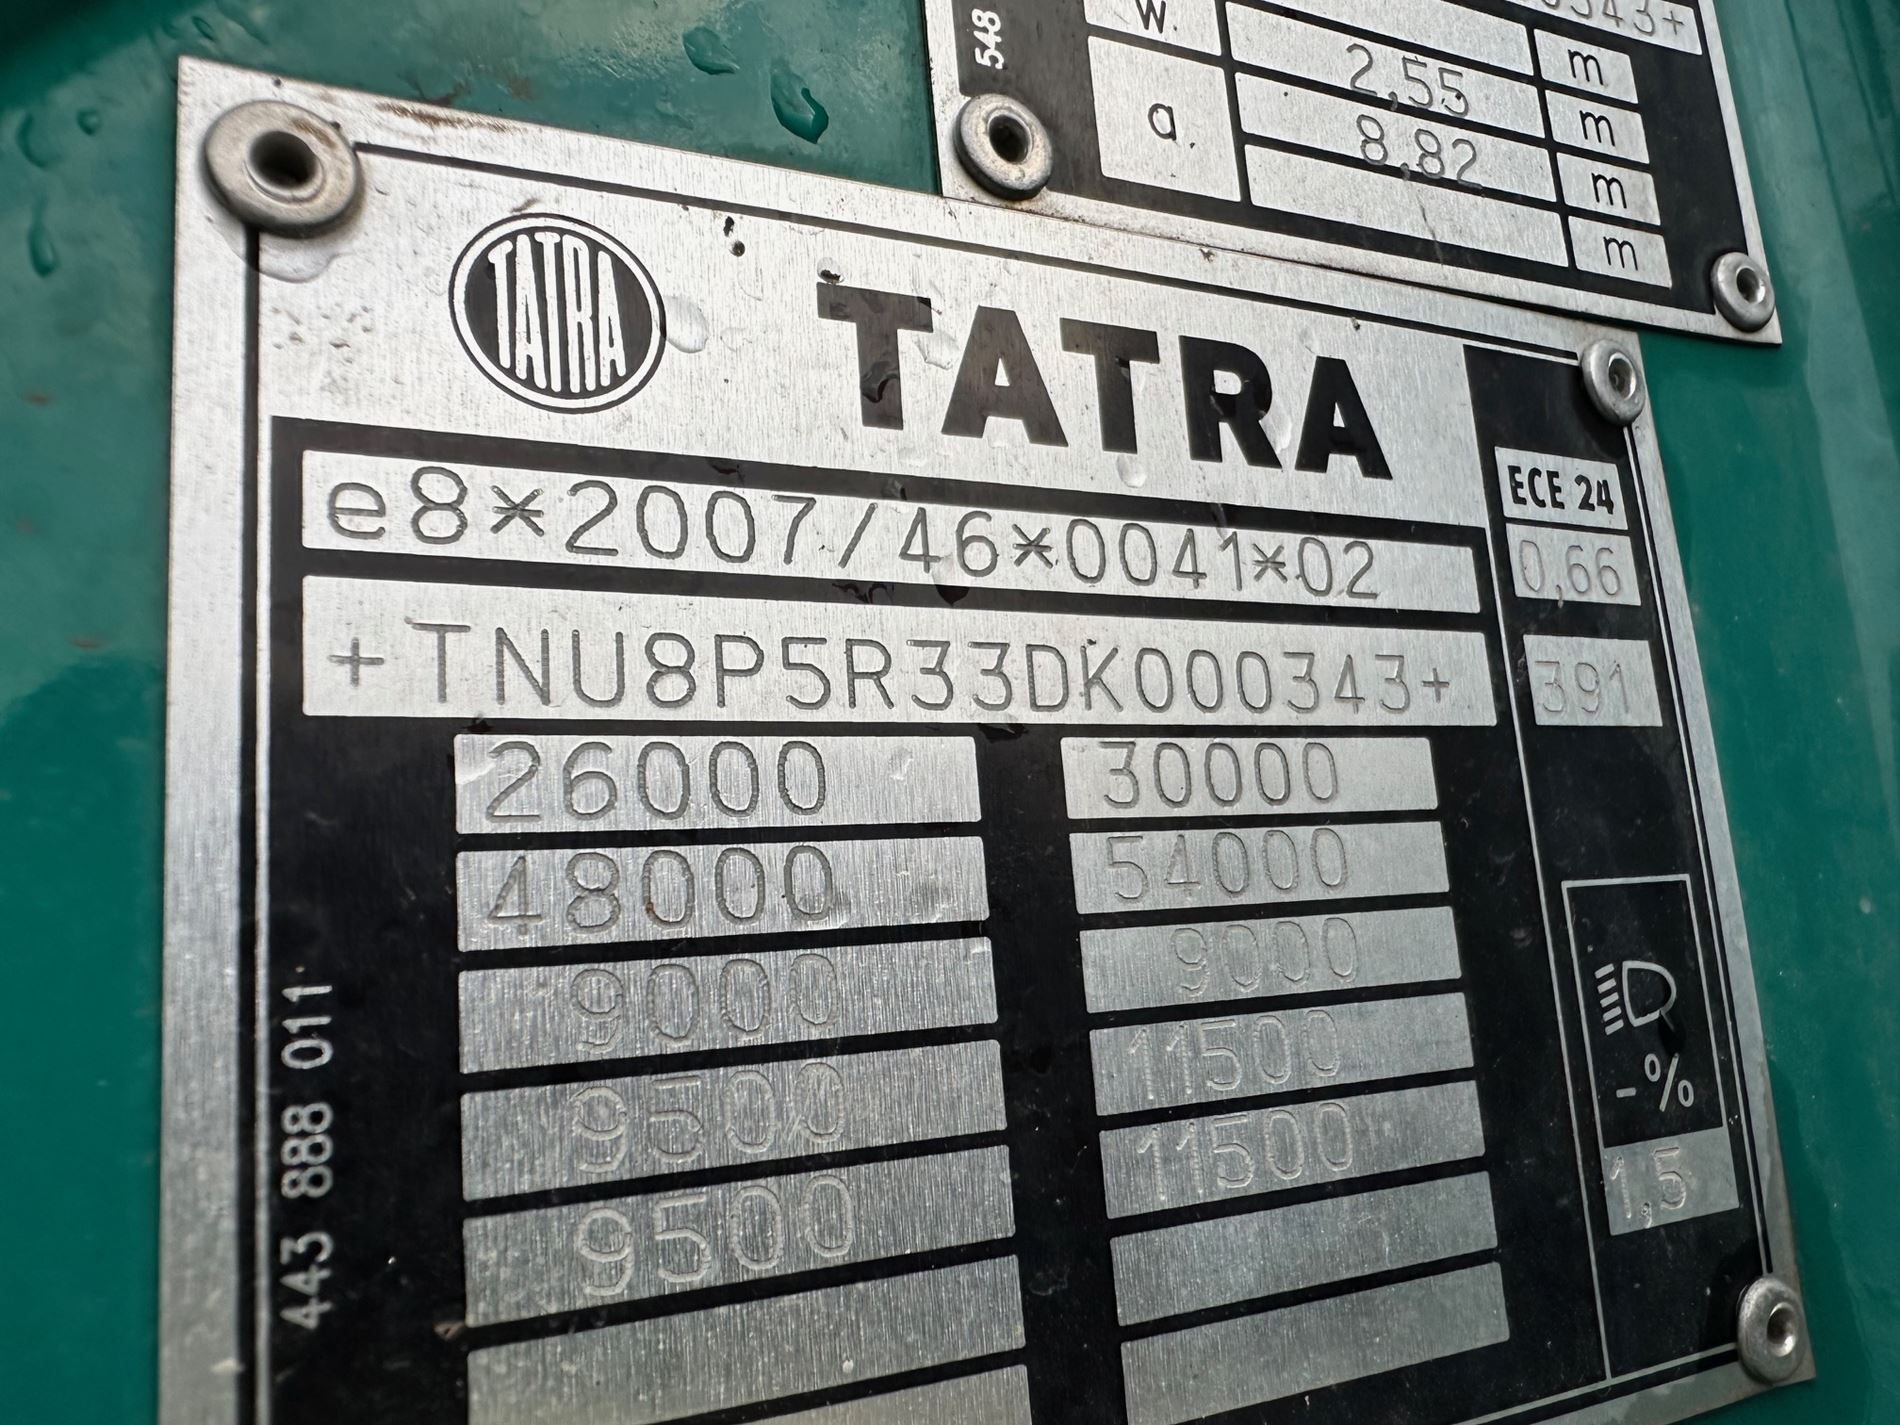 548
0343+
w.
m
2,55
m
a
8,82
m
m
TATRA
TATRA
e8*2007/46*0041*02
ECE 24
0,66
+TNU8P5R33DK000343+
391
26000 30000
48000 54000
9000 9000
9500 11500
9500 11500
-%
1,5
443 888 011